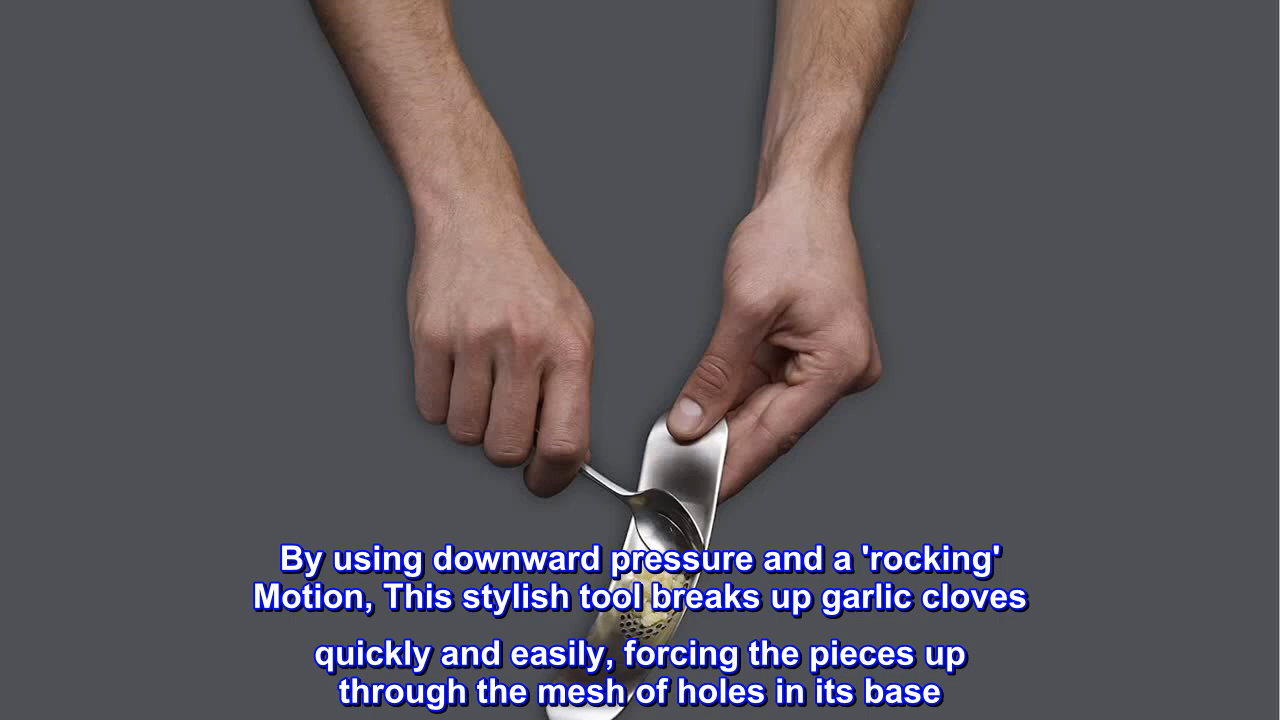 By using downward pressure and a 'rocking'
Motion, This stylish tool breaks up garlic cloves
quickly and easily, forcing the pieces up
through the mesh of holes in its base